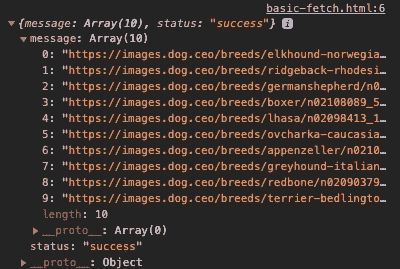 basic-fetch.html:6
▼{message: Array(10), status: "success"} i
▼message: Array(10)
0: "https://images.dog.ceo/breeds/elkhound-norwegia…
1: "https://images.dog.ceo/breeds/ridgeback-rhodesi…
2: "https://images.dog.ceo/breeds/germanshepherd/n0…
3: "https://images.dog.ceo/breeds/boxer/n02108089_5…
4: "https://images.dog.ceo/breeds/lhasa/n02098413_1…
5: "https://images.dog.ceo/breeds/ovcharka-caucasia…
6: "https://images.dog.ceo/breeds/appenzeller/n0210…
7: "https://images.dog.ceo/breeds/greyhound-italian…
8: "https://images.dog.ceo/breeds/redbone/n02090379…
9: "https://images.dog.ceo/breeds/terrier-bedlingto…
length: 10
▶__proto__: Array(0)
status: "success"
▶__proto__: Object